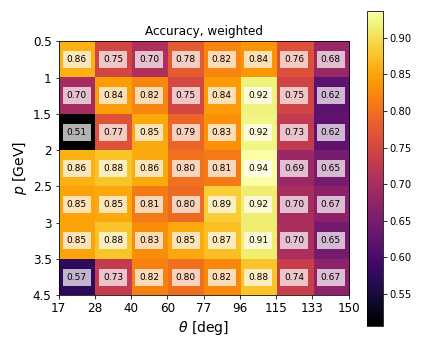 Accuracy, weighted
0.5
0.86 0.75 0.70 0.78 0.82 0.84 0.76 0.68
1
0.70 0.84 0.82 0.75 0.84 0.92 0.75 0.62
1.5
0.51 0.77 0.85 0.79 0.83 0.92 0.73 0.62
2
0.86 0.88 0.86 0.80 0.81 0.94 0.69 0.65
2.5
0.85 0.85 0.81 0.80 0.89 0.92 0.70 0.67
3
0.85 0.88 0.83 0.85 0.87 0.91 0.70 0.65
3.5
0.57 0.73 0.82 0.80 0.82 0.88 0.74 0.67
4.5
17 28 40 60 77 96 115 133 150
θ [deg]
p [GeV]
0.90
0.85
0.80
0.75
0.70
0.65
0.60
0.55